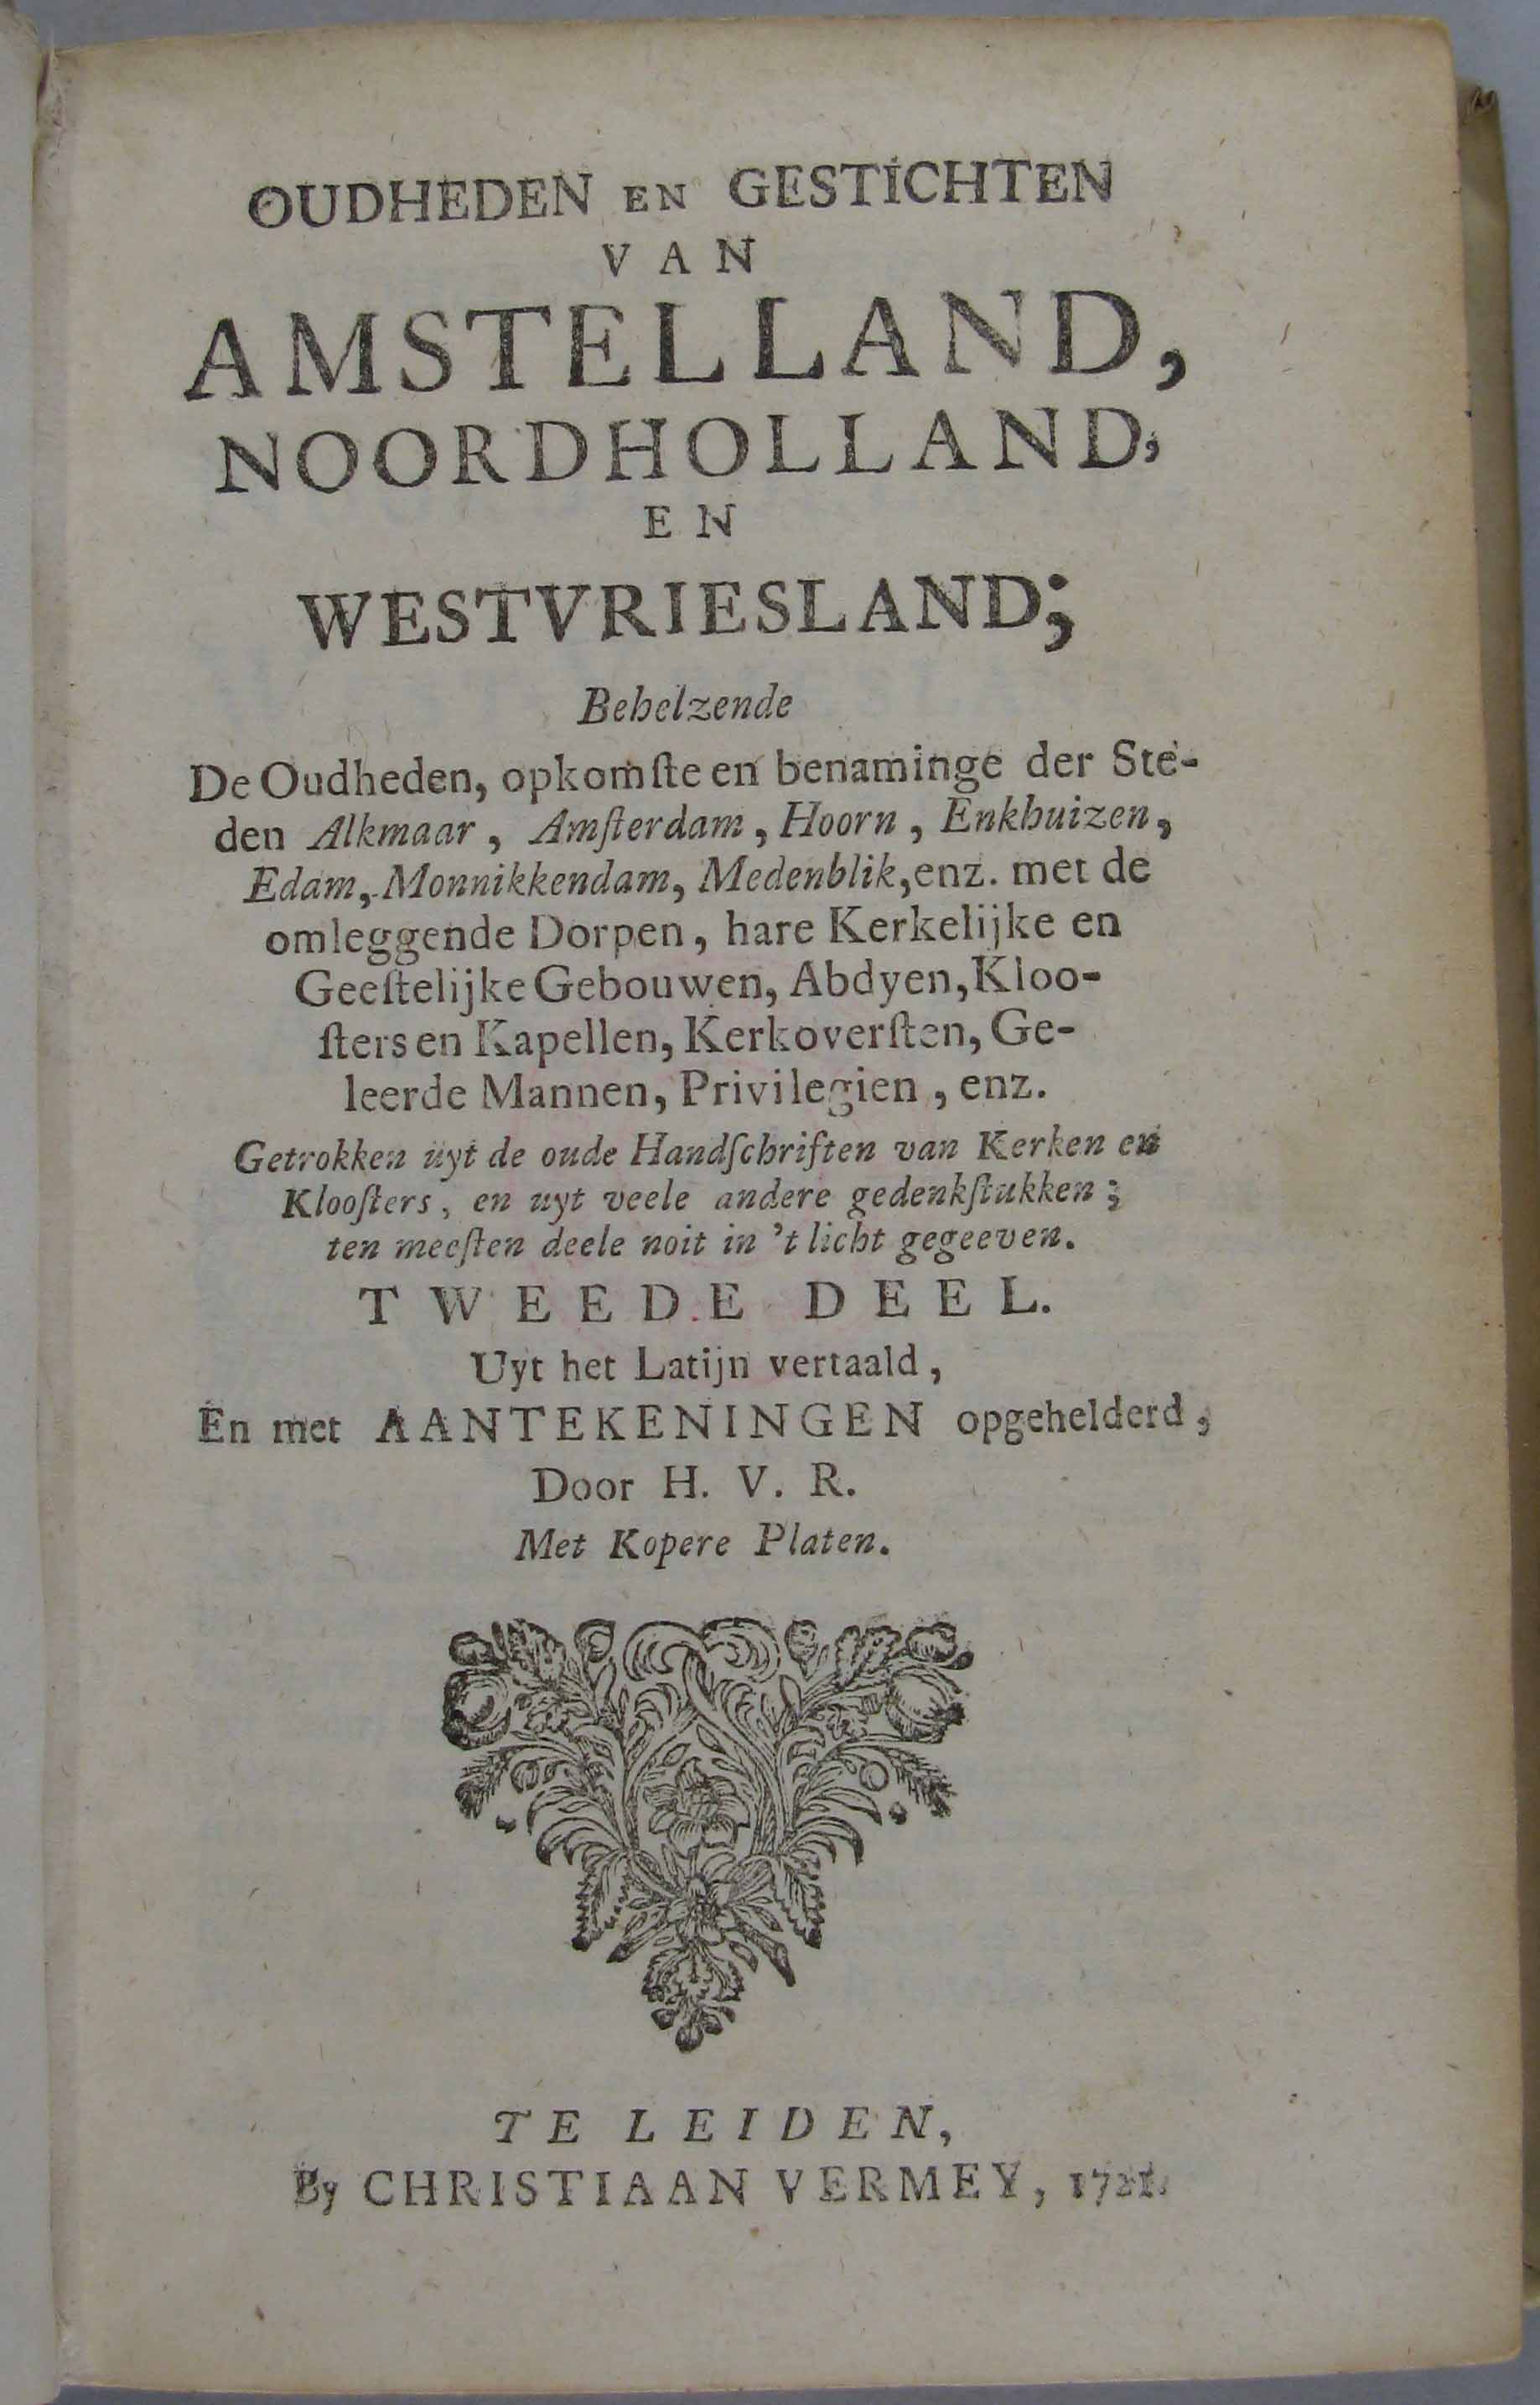 OUDHEDEN EN GESTICHTEN
VAN
AMSTELLAND,
NOORDHOLLAND,
EN
WESTVRIESLAND;
Behelzende
De Oudheden, opkomſte en benaminge der Ste-
den Alkmaar, Amſterdam, Hoorn, Enkhuizen,
Edam, Monnikkendam, Medenblik, enz. met de
omleggende Dorpen, hare Kerkelijke en
Geeſtelijke Gebouwen, Abdyen, Kloo-
ſters en Kapellen, Kerkoverſten, Ge-
leerde Mannen, Privilegien, enz.
Getrokken uyt de oude Handſchriften van Kerken en
Klooſters, en uyt veele andere gedenkſtukken;
ten meeſten deele noit in 't licht gegeeven.
TWEEDE DEEL.
Uyt het Latijn vertaald,
En met AANTEKENINGEN opgehelderd,
Door H. V. R.
Met Kopere Platen.
TE LEIDEN,
By CHRISTIAAN VERMEY, 1721.